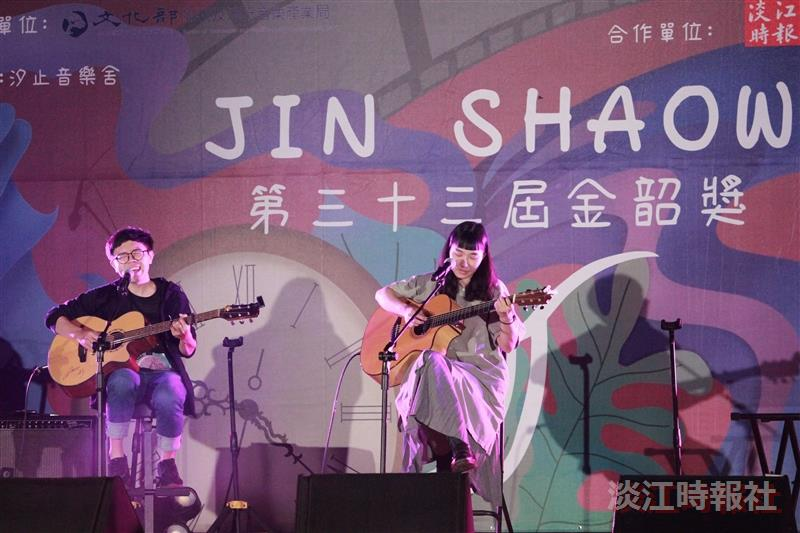 單位: 文化部
合作單位:
淡江
時報
:汐止音樂舍
JIN SHAOW
第三十三屆金韶獎
淡江時報社